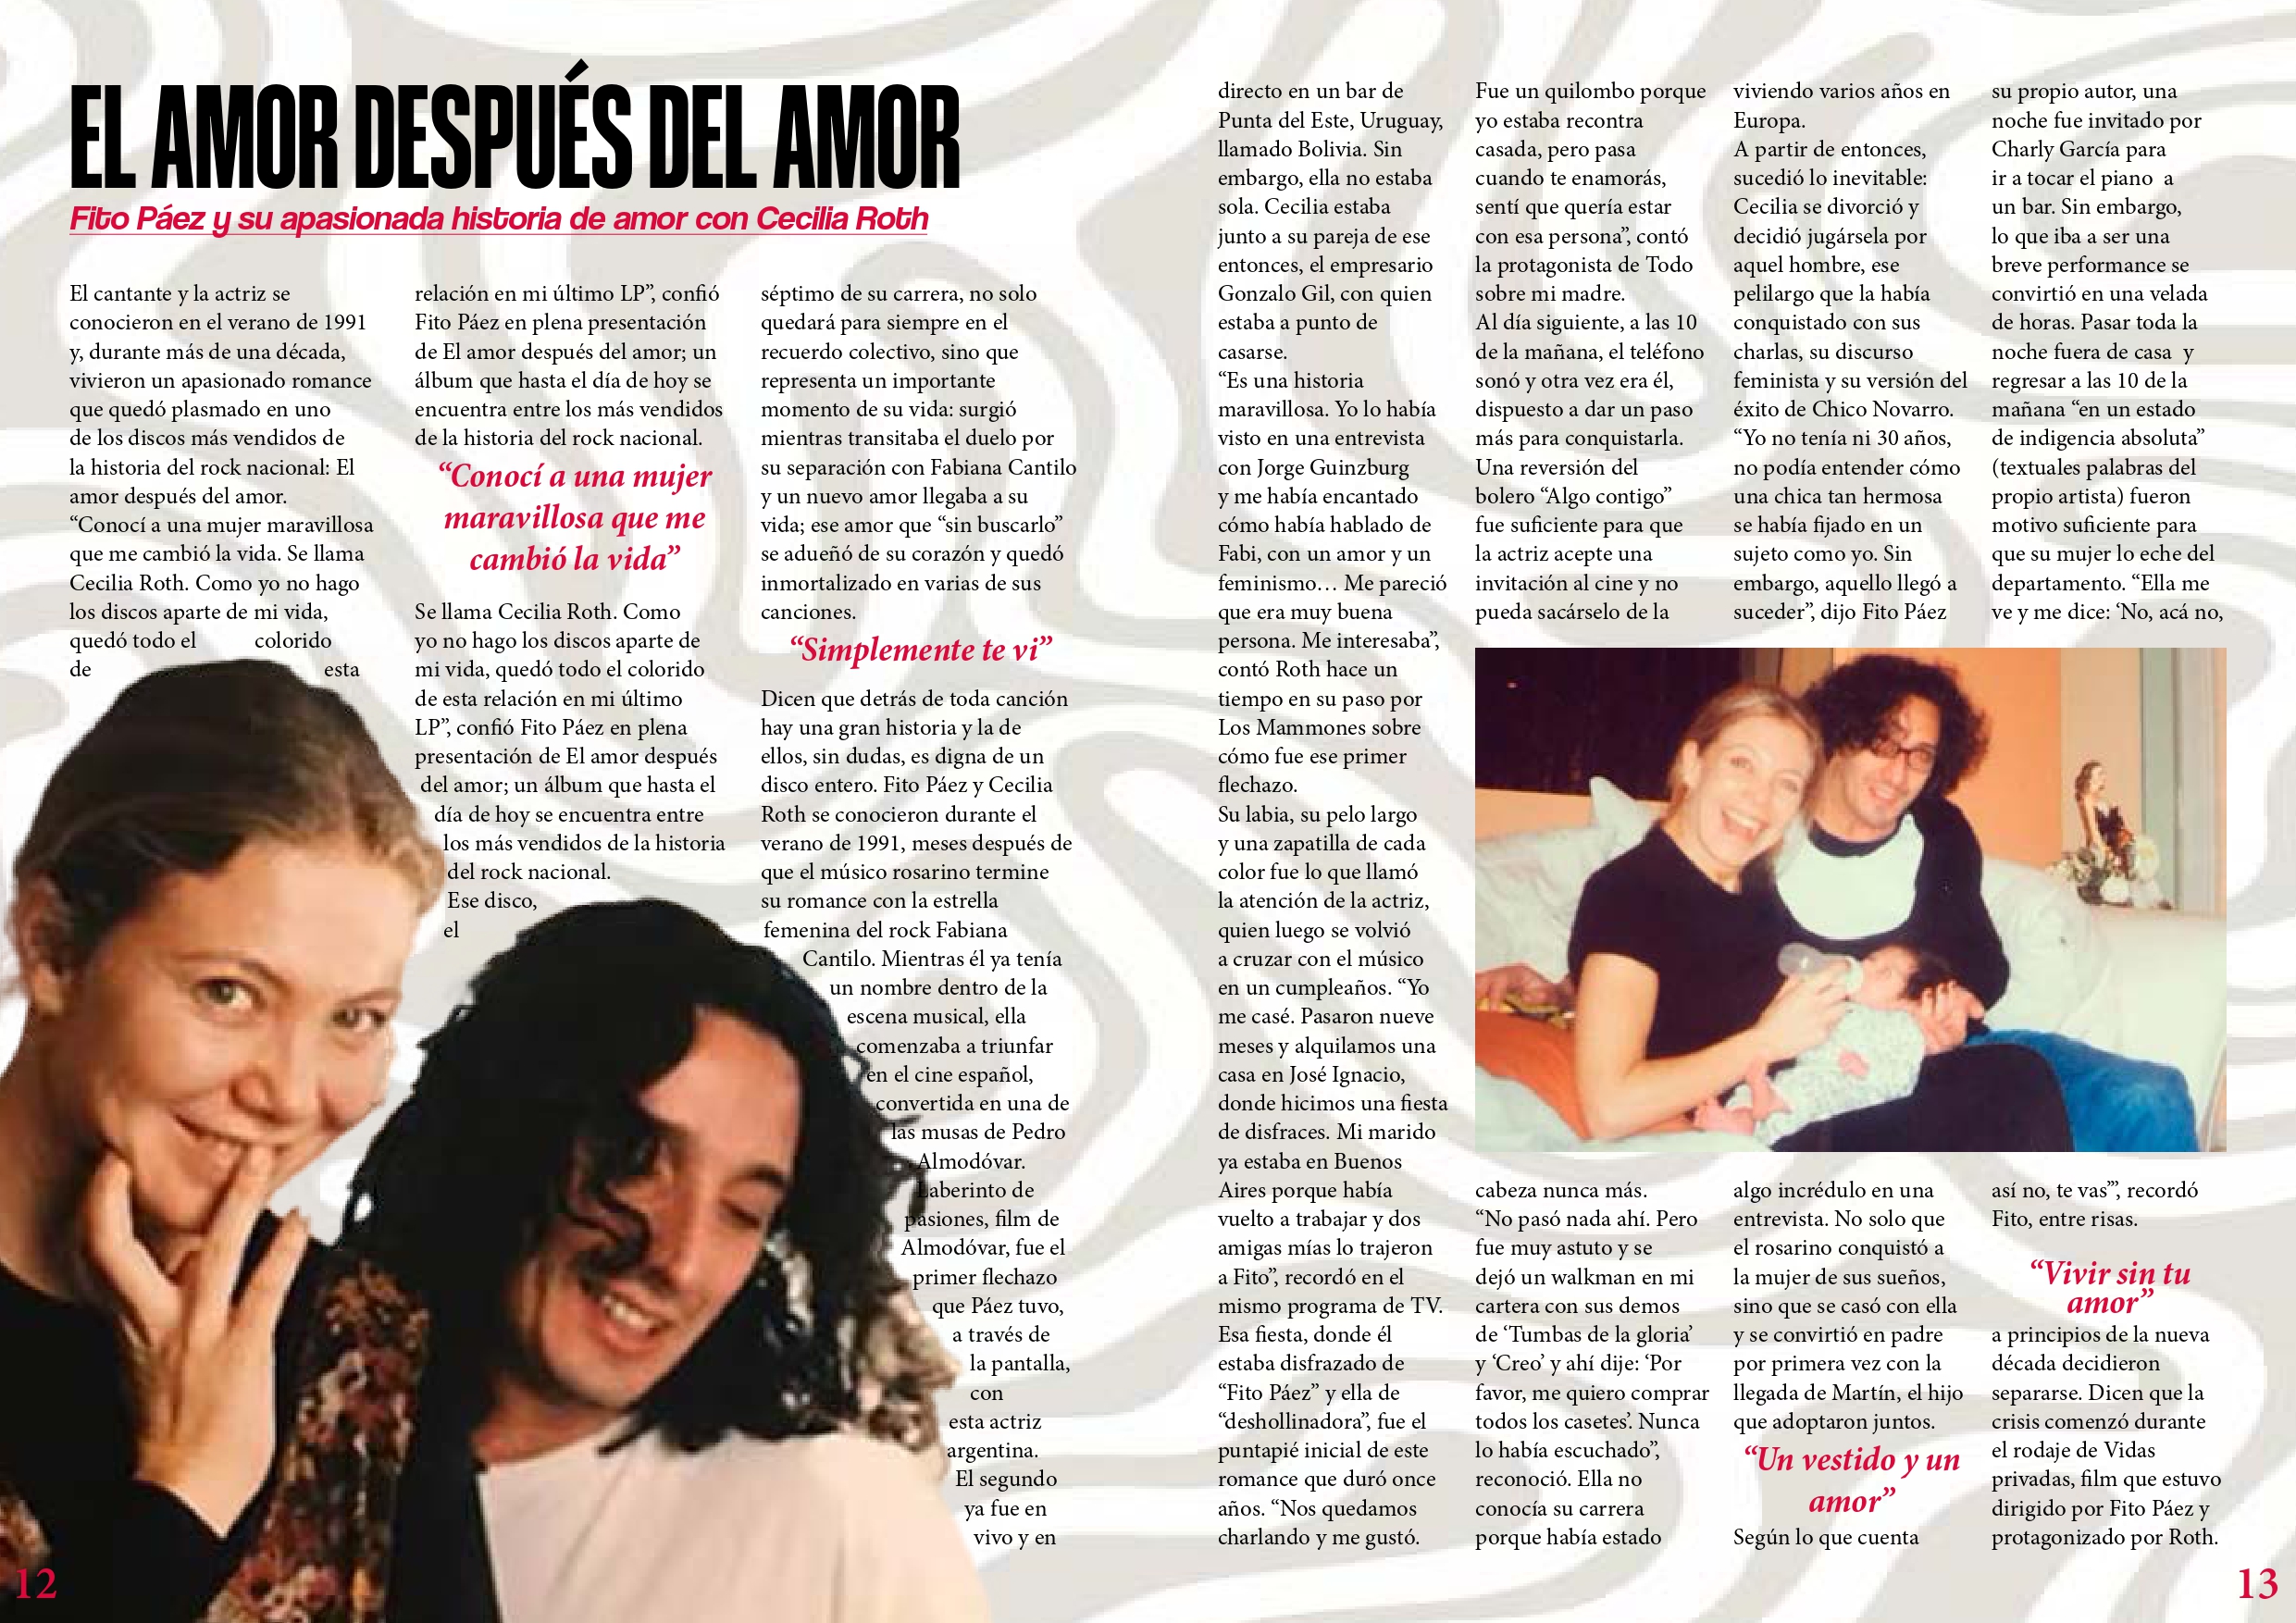 EL AMOR DESPUÉS DEL AMOR
Fito Páez y su apasionada historia de amor con Cecilia Roth
El cantante y la actriz se
conocieron en el verano de 1991
y, durante más de una década,
vivieron un apasionado romance
que quedó plasmado en uno
de los discos más vendidos de
la historia del rock nacional: El
amor después del amor.
“Conocí a una mujer maravillosa
que me cambió la vida. Se llama
Cecilia Roth. Como yo no hago
los discos aparte de mi vida,
quedó todo el colorido
de esta
relación en mi último LP”, confió
Fito Páez en plena presentación
de El amor después del amor; un
álbum que hasta el día de hoy se
encuentra entre los más vendidos
de la historia del rock nacional.
“Conocí a una mujer
maravillosa que me
cambió la vida”
Se llama Cecilia Roth. Como
yo no hago los discos aparte de
mi vida, quedó todo el colorido
de esta relación en mi último
LP”, confió Fito Páez en plena
presentación de El amor después
del amor; un álbum que hasta el
día de hoy se encuentra entre
los más vendidos de la historia
del rock nacional.
Ese disco,
el
séptimo de su carrera, no solo
quedará para siempre en el
recuerdo colectivo, sino que
representa un importante
momento de su vida: surgió
mientras transitaba el duelo por
su separación con Fabiana Cantilo
y un nuevo amor llegaba a su
vida; ese amor que “sin buscarlo”
se adueñó de su corazón y quedó
inmortalizado en varias de sus
canciones.
“Simplemente te vi”
Dicen que detrás de toda canción
hay una gran historia y la de
ellos, sin dudas, es digna de un
disco entero. Fito Páez y Cecilia
Roth se conocieron durante el
verano de 1991, meses después de
que el músico rosarino termine
su romance con la estrella
femenina del rock Fabiana
Cantilo. Mientras él ya tenía
un nombre dentro de la
escena musical, ella
comenzaba a triunfar
en el cine español,
convertida en una de
las musas de Pedro
Almodóvar.
Laberinto de
pasiones, film de
Almodóvar, fue el
primer flechazo
que Páez tuvo,
a través de
la pantalla,
con
esta actriz
argentina.
El segundo
ya fue en
vivo y en
12
directo en un bar de
Punta del Este, Uruguay,
llamado Bolivia. Sin
embargo, ella no estaba
sola. Cecilia estaba
junto a su pareja de ese
entonces, el empresario
Gonzalo Gil, con quien
estaba a punto de
casarse.
“Es una historia
maravillosa. Yo lo había
visto en una entrevista
con Jorge Guinzburg
y me había encantado
cómo había hablado de
Fabi, con un amor y un
feminismo… Me pareció
que era muy buena
persona. Me interesaba”,
contó Roth hace un
tiempo en su paso por
Los Mammones sobre
cómo fue ese primer
flechazo.
Su labia, su pelo largo
y una zapatilla de cada
color fue lo que llamó
la atención de la actriz,
quien luego se volvió
a cruzar con el músico
en un cumpleaños. “Yo
me casé. Pasaron nueve
meses y alquilamos una
casa en José Ignacio,
donde hicimos una fiesta
de disfraces. Mi marido
ya estaba en Buenos
Aires porque había
vuelto a trabajar y dos
amigas mías lo trajeron
a Fito”, recordó en el
mismo programa de TV.
Esa fiesta, donde él
estaba disfrazado de
“Fito Páez” y ella de
“deshollinadora”, fue el
puntapié inicial de este
romance que duró once
años. “Nos quedamos
charlando y me gustó.
Fue un quilombo porque
yo estaba recontra
casada, pero pasa
cuando te enamorás,
sentí que quería estar
con esa persona”, contó
la protagonista de Todo
sobre mi madre.
Al día siguiente, a las 10
de la mañana, el teléfono
sonó y otra vez era él,
dispuesto a dar un paso
más para conquistarla.
Una reversión del
bolero “Algo contigo”
fue suficiente para que
la actriz acepte una
invitación al cine y no
pueda sacárselo de la
cabeza nunca más.
“No pasó nada ahí. Pero
fue muy astuto y se
dejó un walkman en mi
cartera con sus demos
de ‘Tumbas de la gloria’
y ‘Creo’ y ahí dije: ‘Por
favor, me quiero comprar
todos los casetes’. Nunca
lo había escuchado”,
reconoció. Ella no
conocía su carrera
porque había estado
viviendo varios años en
Europa.
A partir de entonces,
sucedió lo inevitable:
Cecilia se divorció y
decidió jugársela por
aquel hombre, ese
pelilargo que la había
conquistado con sus
charlas, su discurso
feminista y su versión del
éxito de Chico Novarro.
“Yo no tenía ni 30 años,
no podía entender cómo
una chica tan hermosa
se había fijado en un
sujeto como yo. Sin
embargo, aquello llegó a
suceder”, dijo Fito Páez
algo incrédulo en una
entrevista. No solo que
el rosarino conquistó a
la mujer de sus sueños,
sino que se casó con ella
y se convirtió en padre
por primera vez con la
llegada de Martín, el hijo
que adoptaron juntos.
“Un vestido y un
amor”
Según lo que cuenta
su propio autor, una
noche fue invitado por
Charly García para
ir a tocar el piano a
un bar. Sin embargo,
lo que iba a ser una
breve performance se
convirtió en una velada
de horas. Pasar toda la
noche fuera de casa y
regresar a las 10 de la
mañana “en un estado
de indigencia absoluta”
(textuales palabras del
propio artista) fueron
motivo suficiente para
que su mujer lo eche del
departamento. “Ella me
ve y me dice: ‘No, acá no,
así no, te vas’”, recordó
Fito, entre risas.
“Vivir sin tu
amor”
a principios de la nueva
década decidieron
separarse. Dicen que la
crisis comenzó durante
el rodaje de Vidas
privadas, film que estuvo
dirigido por Fito Páez y
protagonizado por Roth.
13